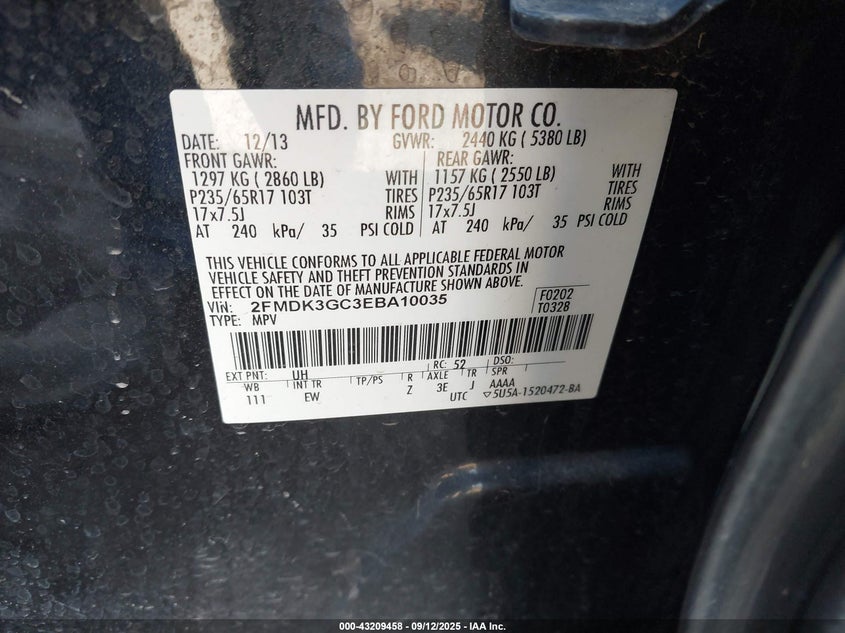 MFD. BY FORD MOTOR CO.
DATE: 12/13 GVWR: 2440 KG ( 5380 LB)
FRONT GAWR: REAR GAWR:
1297 KG ( 2860 LB) WITH 1157 KG ( 2550 LB) WITH
P235/65R17 103T TIRES P235/65R17 103T TIRES
17x7.5J RIMS 17x7.5J RIMS
AT 240 kPa/ 35 PSI COLD AT 240 kPa/ 35 PSI COLD
THIS VEHICLE CONFORMS TO ALL APPLICABLE FEDERAL MOTOR
VEHICLE SAFETY AND THEFT PREVENTION STANDARDS IN
EFFECT ON THE DATE OF MANUFACTURE SHOWN ABOVE.
VIN: 2FMDK3GC3EBA10035 F0202
TYPE: MPV T0328
EXT PNT: UH RC: 52 DSO:
WB INT TR TP/PS R AXLE TR SPR
111 EW Z 3E J AAAA
UTC ▽5U5A-1520472-BA
000-43209458 - 09/12/2025 - IAA Inc.